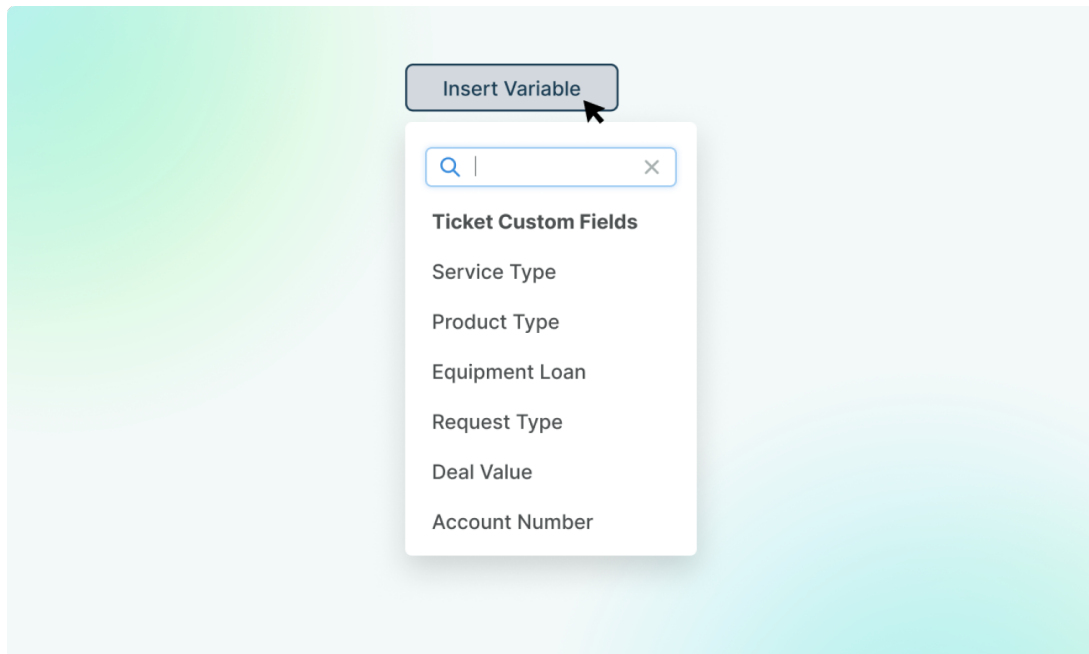 Insert Variable
Ticket Custom Fields
Service Type
Product Type
Equipment Loan
Request Type
Deal Value
Account Number